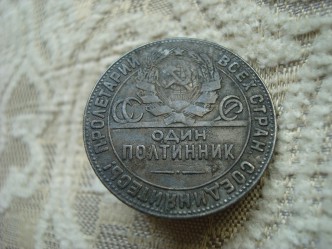 ПРОЛЕТАРИИ ВСЕХ СТРАН, СОЕДИНЯЙТЕСЬ
С С С Р
ОДИН
ПОЛТИННИК